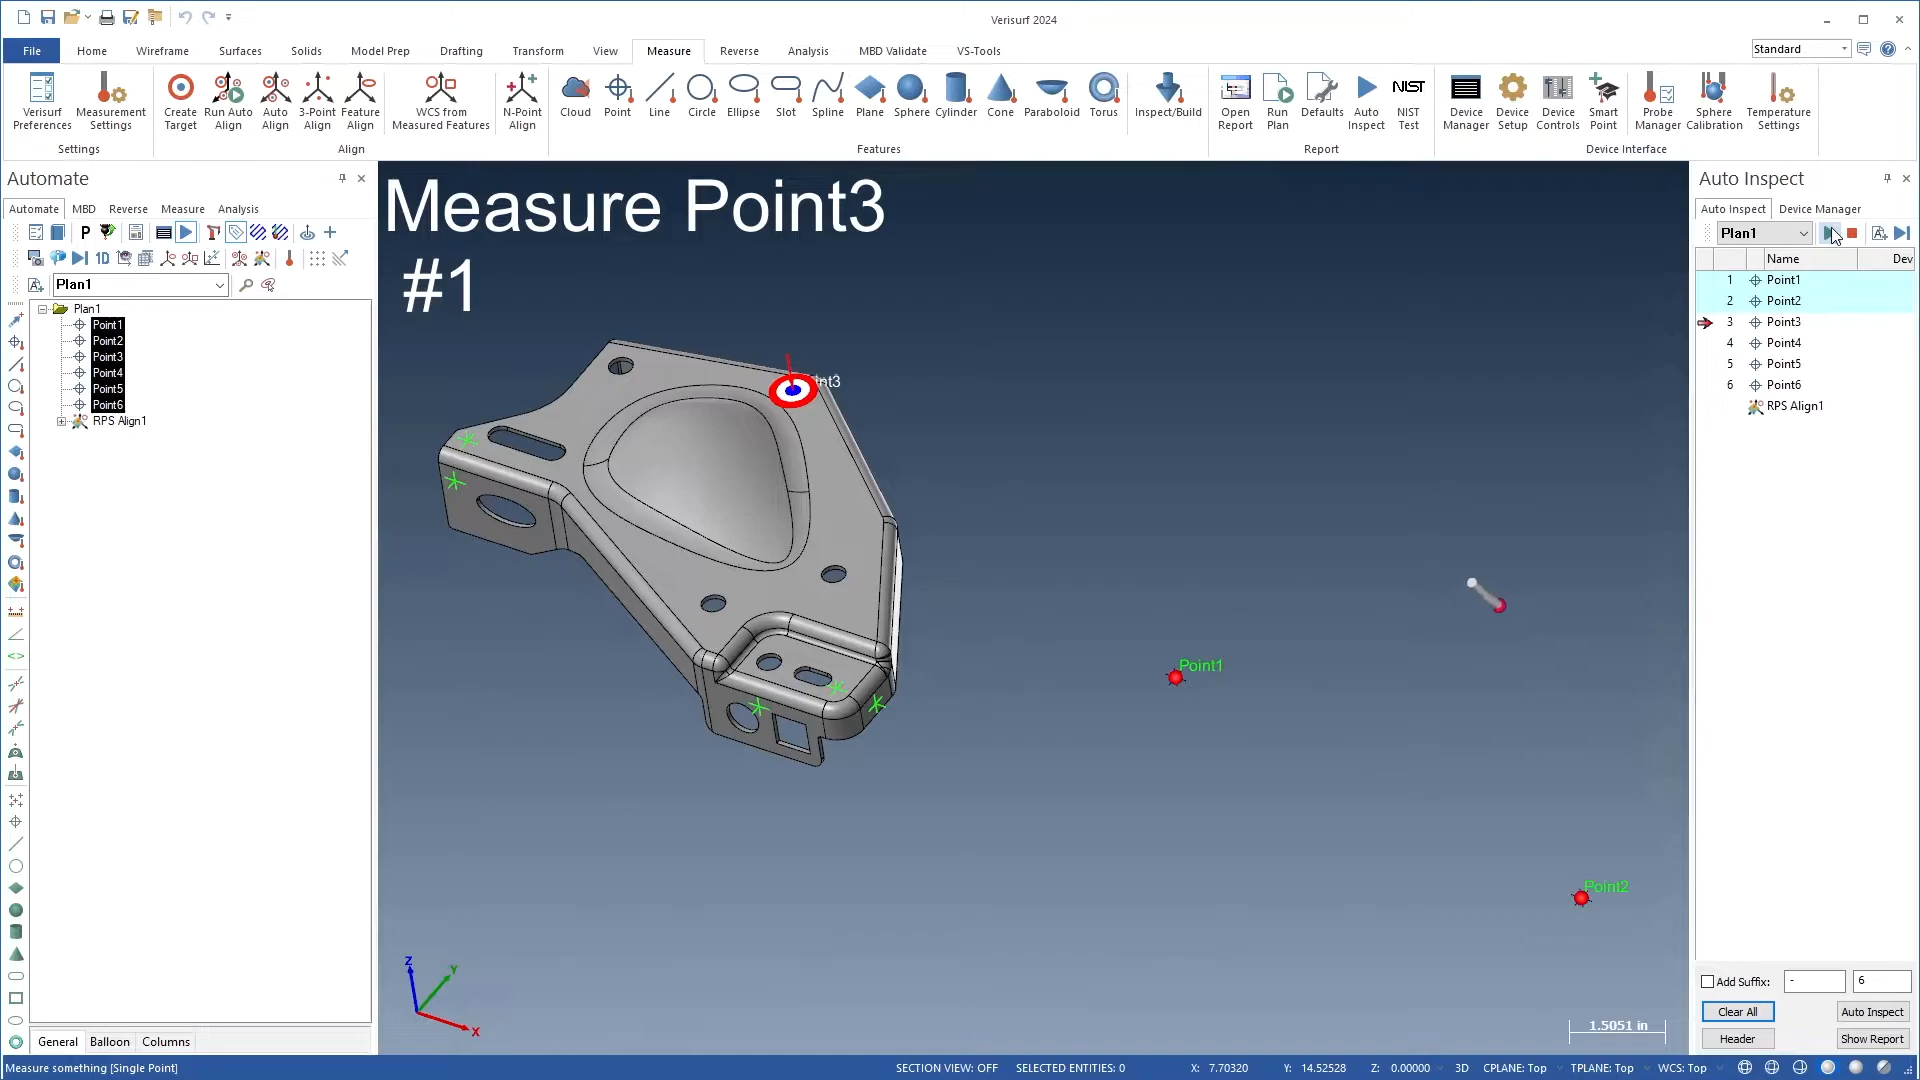 Verisurf 2024
File Home Wireframe Surfaces Solids Model Prep Drafting Transform View Measure Reverse Analysis MBD Validate VS-Tools
Standard
Verisurf Preferences
Measurement Settings
Settings
Create Target
Run Auto Align
Auto Align
3-Point Align
Feature Align
WCS from Measured Features
N-Point Align
Align
Cloud Point Line Circle Ellipse Slot Spline Plane Sphere Cylinder Cone Paraboloid Torus Inspect/Build
Features
Open Report
Run Plan
Defaults
Auto Inspect
NIST
NIST Test
Report
Device Manager
Device Setup
Device Controls
Smart Point
Probe Manager
Sphere Calibration
Temperature Settings
Device Interface
Automate
Automate MBD Reverse Measure Analysis
P
1D
Plan1
Plan1
Point1
Point2
Point3
Point4
Point5
Point6
RPS Align1
General Balloon Columns
Measure Point3
#1
Point1
Point2
Z
Y
X
1.5051 in
Auto Inspect
Auto Inspect Device Manager
Plan1
Name Dev
1 Point1
2 Point2
3 Point3
4 Point4
5 Point5
6 Point6
RPS Align1
Add Suffix: - 6
Clear All Auto Inspect
Header Show Report
Measure something [Single Point]
SECTION VIEW: OFF SELECTED ENTITIES: 0 X: 7.70320 Y: 14.52528 Z: 0.00000 3D CPLANE: Top TPLANE: Top WCS: Top